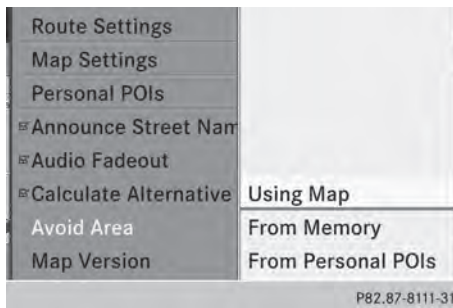 Route Settings
Map Settings
Personal POIs
Announce Street Nam
Audio Fadeout
Calculate Alternative
Avoid Area
Map Version
Using Map
From Memory
From Personal POIs
P82.87-8111-31